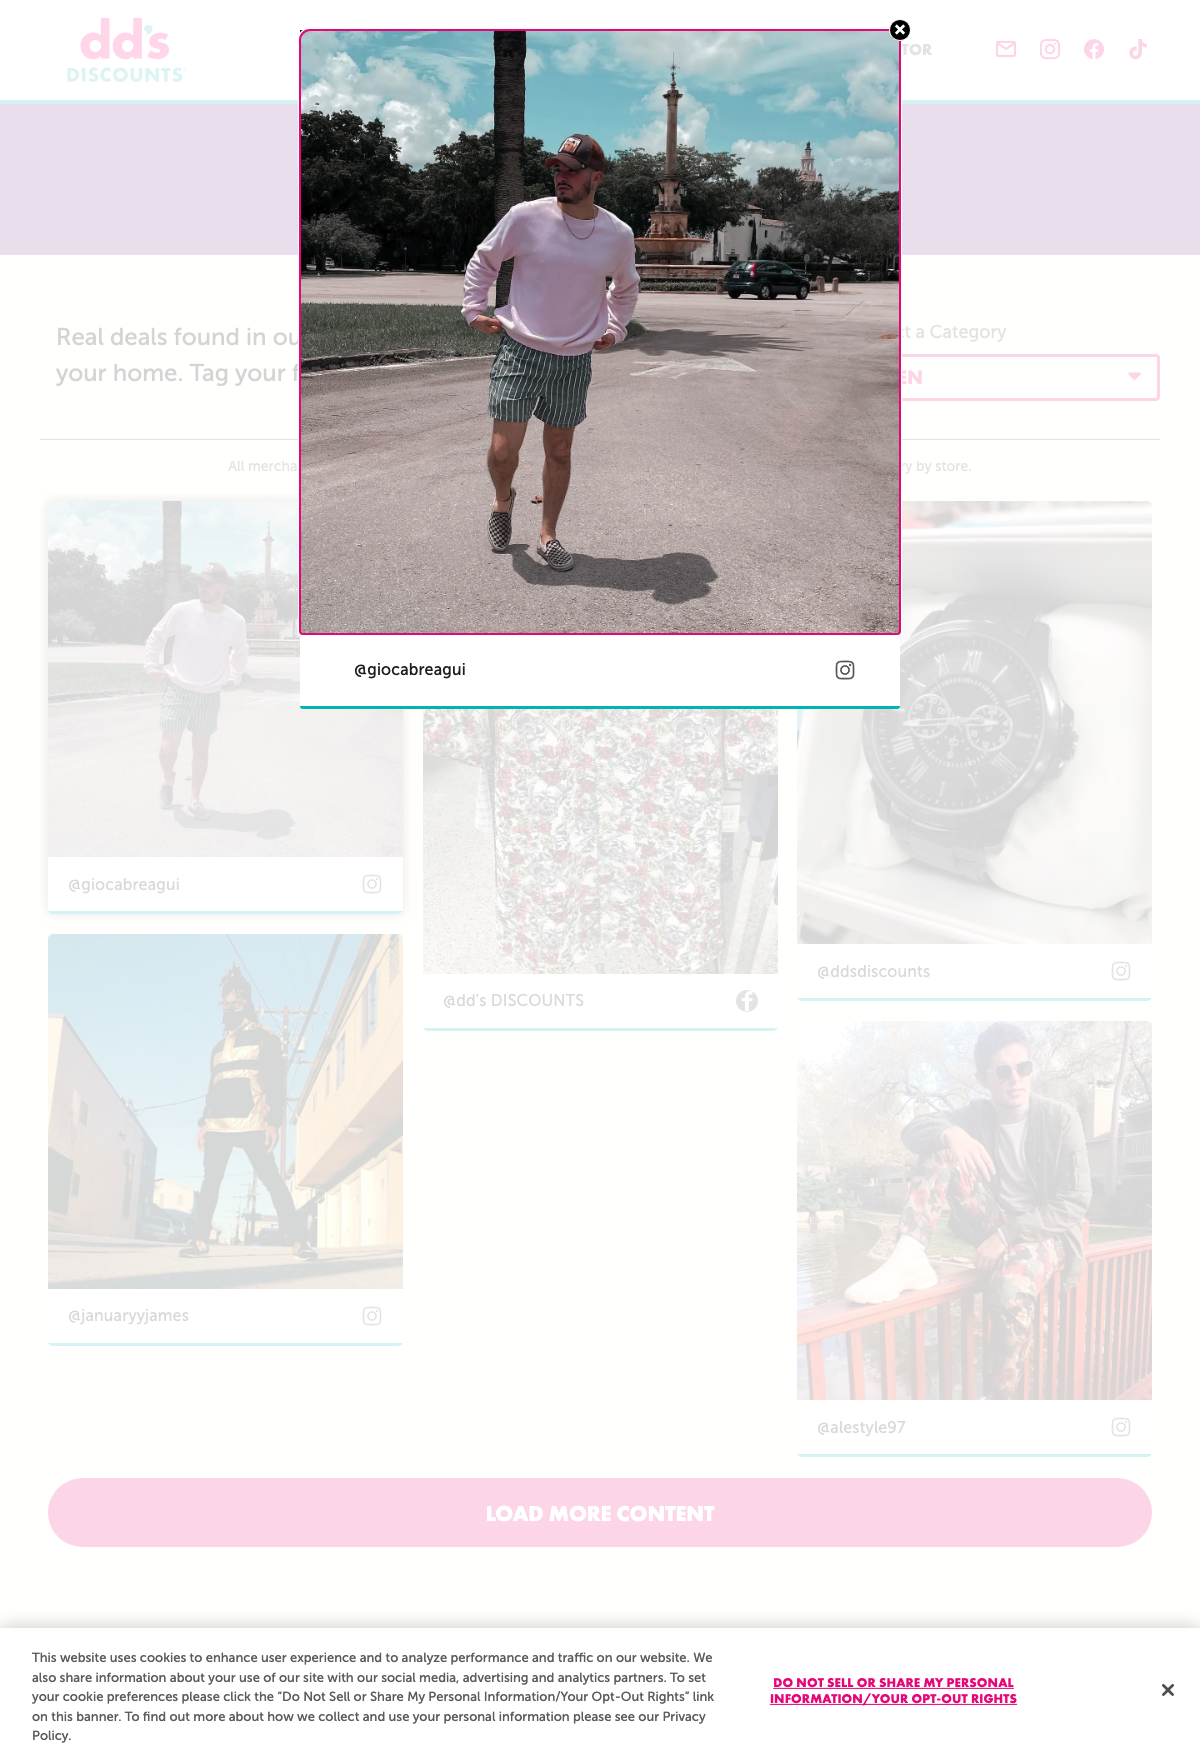 dd's
DISCOUNTS
TOR
Real deals found in ou
your home. Tag your f
t a Category
EN
All mercha
ry by store.
@giocabreagui
@giocabreagui
@dd's DISCOUNTS
@ddsdiscounts
@januaryyjames
@alestyle97
LOAD MORE CONTENT
This website uses cookies to enhance user experience and to analyze performance and traffic on our website. We
also share information about your use of our site with our social media, advertising and analytics partners. To set
your cookie preferences please click the "Do Not Sell or Share My Personal Information/Your Opt-Out Rights" link
on this banner. To find out more about how we collect and use your personal information please see our Privacy
Policy.
DO NOT SELL OR SHARE MY PERSONAL
INFORMATION/YOUR OPT-OUT RIGHTS